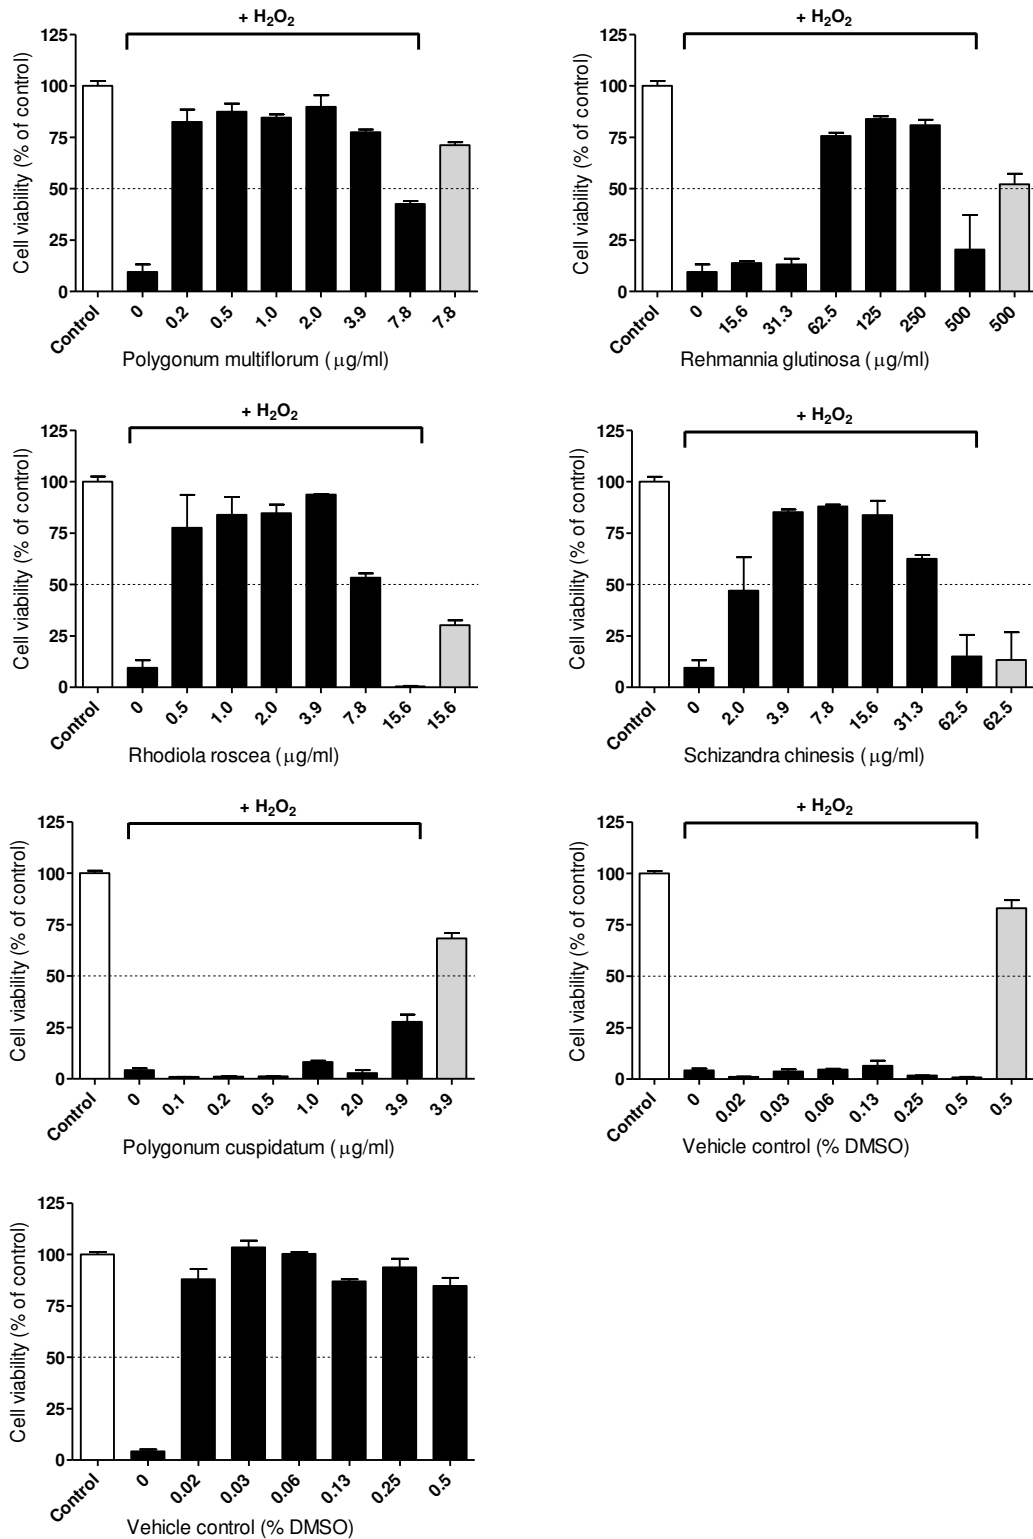 + H₂O₂
Cell viability (% of control)
125
100
75
50
25
0
Control 0 0.2 0.5 1.0 2.0 3.9 7.8 7.8
Polygonum multiflorum (μg/ml)
+ H₂O₂
Cell viability (% of control)
125
100
75
50
25
0
Control 0 15.6 31.3 62.5 125 250 500 500
Rehmannia glutinosa (μg/ml)
+ H₂O₂
Cell viability (% of control)
125
100
75
50
25
0
Control 0 0.5 1.0 2.0 3.9 7.8 15.6 15.6
Rhodiola roscea (μg/ml)
+ H₂O₂
Cell viability (% of control)
125
100
75
50
25
0
Control 0 2.0 3.9 7.8 15.6 31.3 62.5 62.5
Schizandra chinesis (μg/ml)
+ H₂O₂
Cell viability (% of control)
125
100
75
50
25
0
Control 0 0.1 0.2 0.5 1.0 2.0 3.9 3.9
Polygonum cuspidatum (μg/ml)
+ H₂O₂
Cell viability (% of control)
125
100
75
50
25
0
Control 0 0.02 0.03 0.06 0.13 0.25 0.5 0.5
Vehicle control (% DMSO)
Cell viability (% of control)
125
100
75
50
25
0
Control 0 0.02 0.03 0.06 0.13 0.25 0.5
Vehicle control (% DMSO)